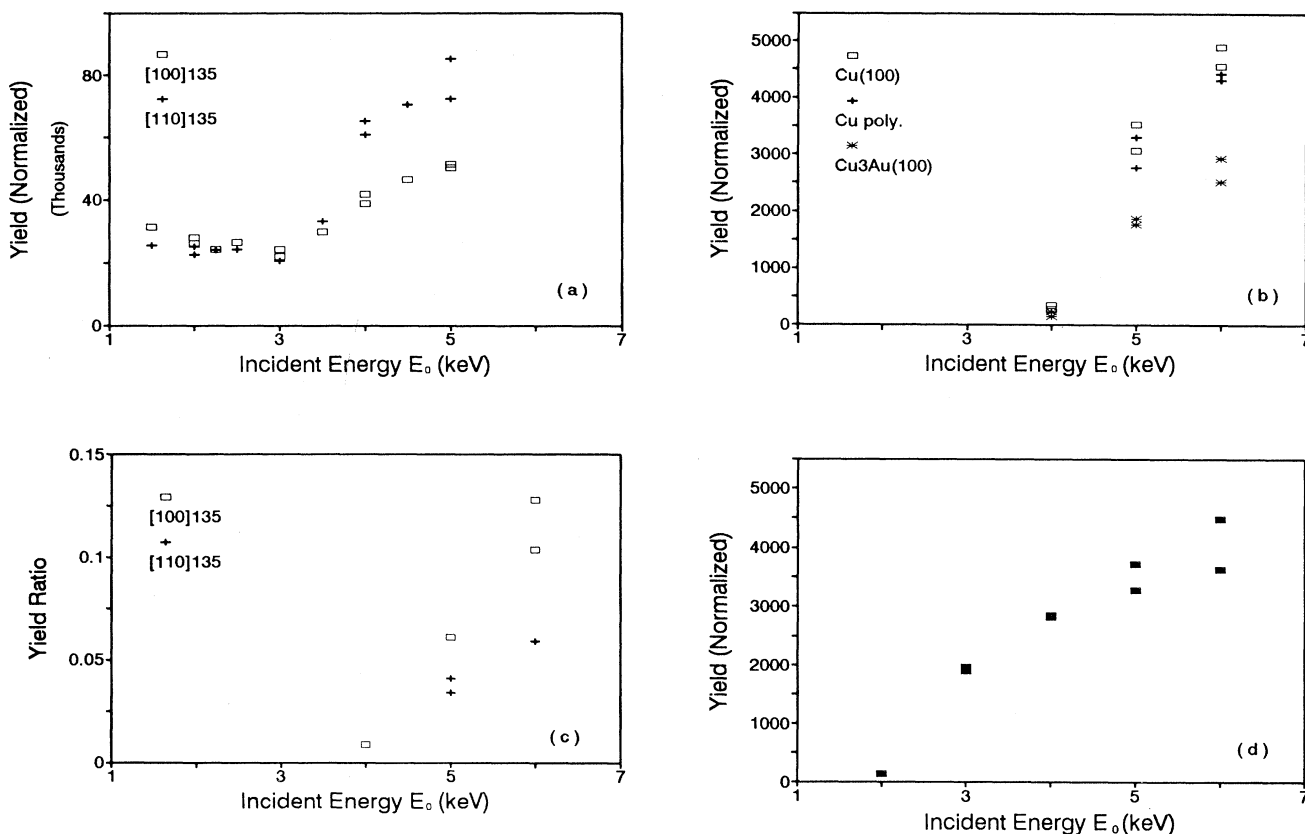 Yield (Normalized)
(Thousands)
80
40
0
[100]135
[110]135
(a)
1
3
5
7
Incident Energy E₀ (keV)
Yield (Normalized)
5000
4000
3000
2000
1000
0
Cu(100)
Cu poly.
Cu3Au(100)
(b)
1
3
5
7
Incident Energy E₀ (keV)
Yield Ratio
0.15
0.1
0.05
0
[100]135
[110]135
(c)
1
3
5
7
Incident Energy E₀ (keV)
Yield (Normalized)
5000
4000
3000
2000
1000
0
(d)
1
3
5
7
Incident Energy E₀ (keV)